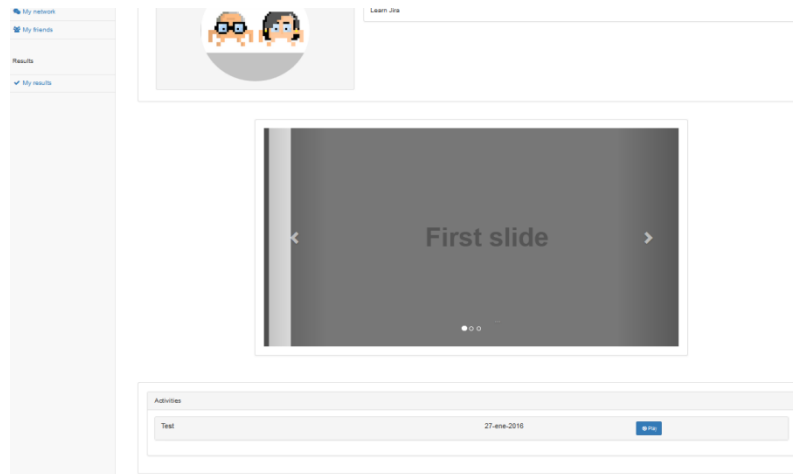 My network
My friends
Results
My results
Learn Jira
First slide
Activities
Test 27-ene-2016